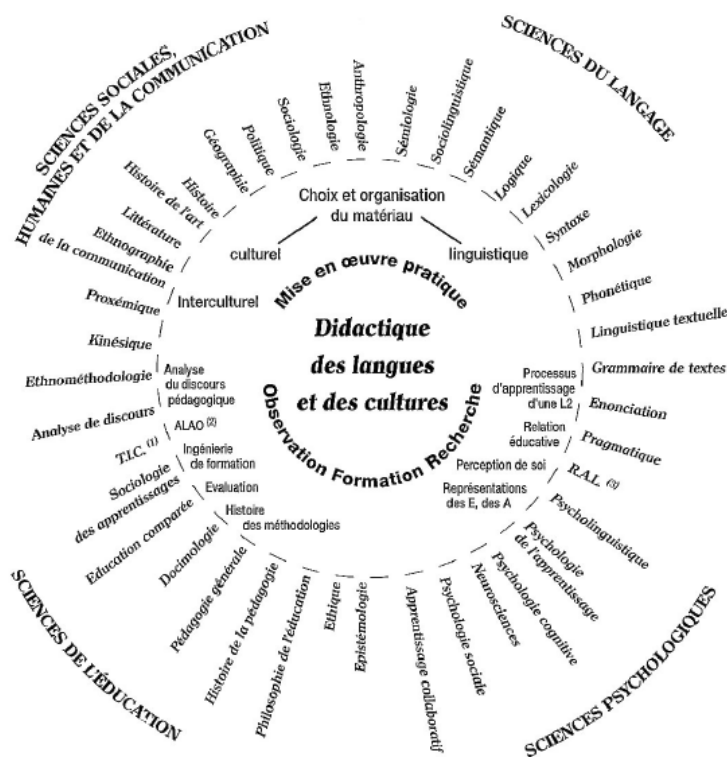 SCIENCES SOCIALES,
HUMAINES ET DE LA COMMUNICATION
SCIENCES DU LANGAGE
Kinésique
Proxémique
Ethnographie
de la communication
Littérature
Histoire de l'art
Histoire
Géographie
Politique
Sociologie
Ethnologie
Anthropologie
Sémiologie
Sociolinguistique
Sémantique
Logique
Lexicologie
Syntaxe
Morphologie
Phonétique
Linguistique textuelle
Grammaire de textes
Enonciation
Pragmatique
R.A.L. (3)
Psycholinguistique
Psychologie
de l'apprentissage
Psychologie cognitive
Neurosciences
Psychologie sociale
Apprentissage collaboratif
Epistémologie
Ethique
Philosophie de l'éducation
Histoire de la pédagogie
Pédagogie générale
Docimologie
Education comparée
Sociologie
des apprentissages
T.I.C. (1)
Analyse de discours
Ethnométhodologie
Choix et organisation
du matériau
culturel
linguistique
Interculturel
Mise en œuvre pratique
Didactique
des langues
et des cultures
Observation Formation Recherche
Analyse
du discours
pédagogique
ALAO (2)
Ingénierie
de formation
Evaluation
Histoire
des méthodologies
Processus
d'apprentissage
d'une L2
Relation
éducative
Perception de soi
Représentations
des E, des A
SCIENCES DE L'ÉDUCATION
SCIENCES PSYCHOLOGIQUES